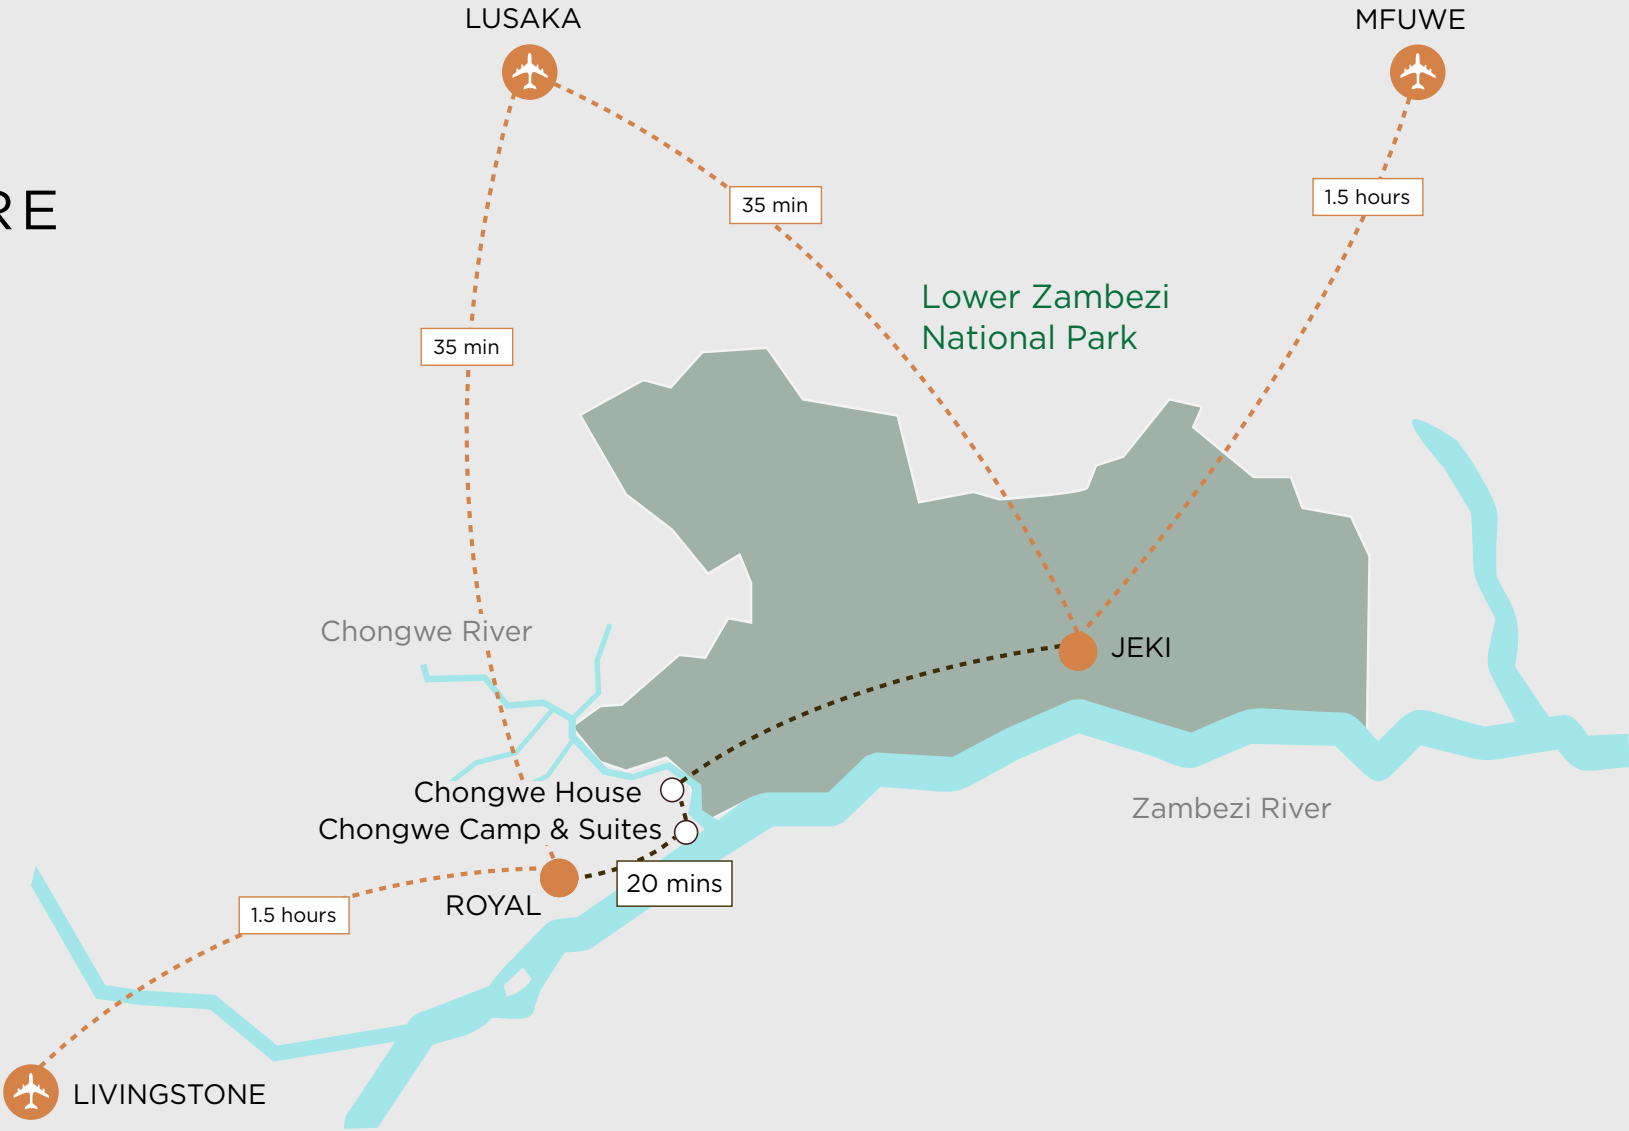 LUSAKA
MFUWE
RE
35 min
1.5 hours
Lower Zambezi
National Park
35 min
Chongwe River
JEKI
Chongwe House
Zambezi River
Chongwe Camp & Suites
20 mins
ROYAL
1.5 hours
LIVINGSTONE